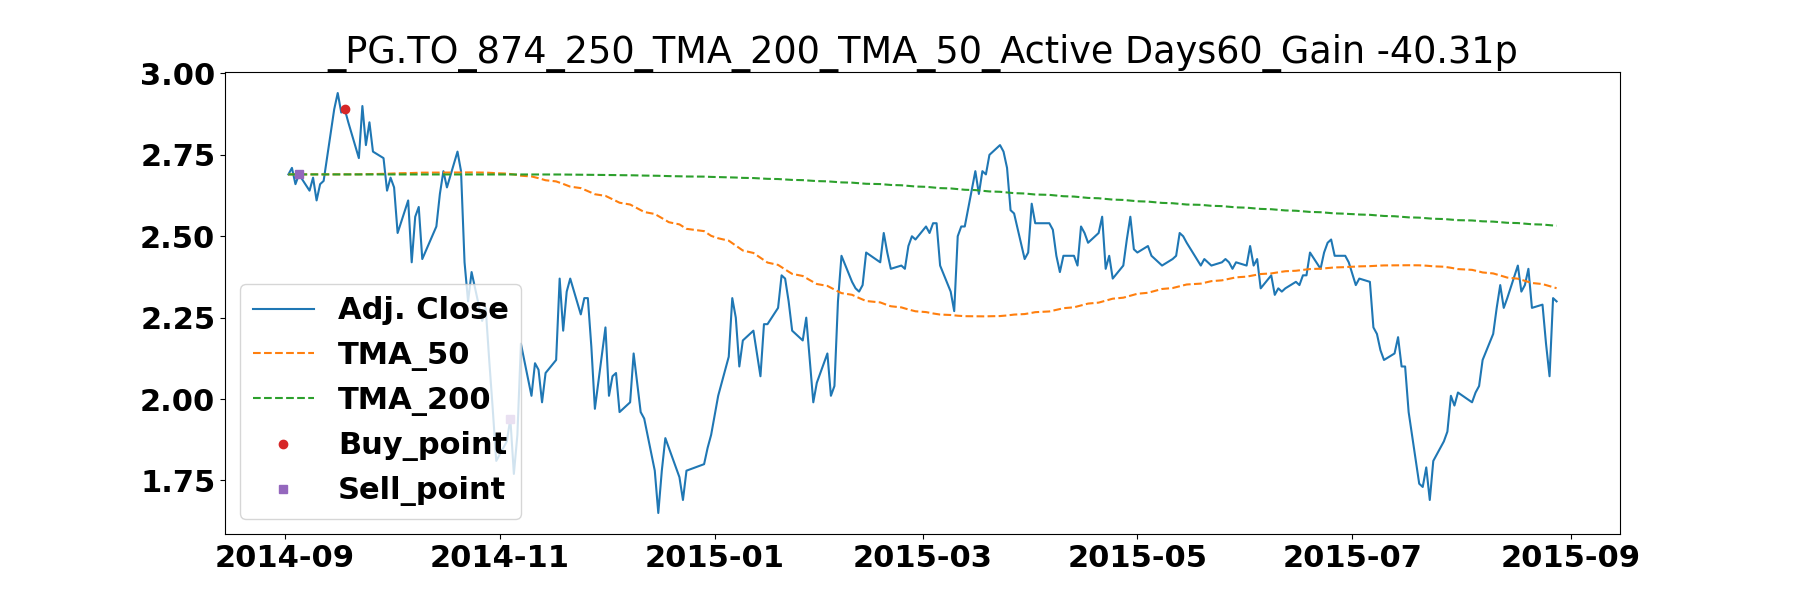 _PG.TO_874_250_TMA_200_TMA_50_Active Days60_Gain -40.31p
3.00
2.75
2.50
2.25
2.00
1.75
Adj. Close
TMA_50
TMA_200
Buy_point
Sell_point
2014-09 2014-11 2015-01 2015-03 2015-05 2015-07 2015-09